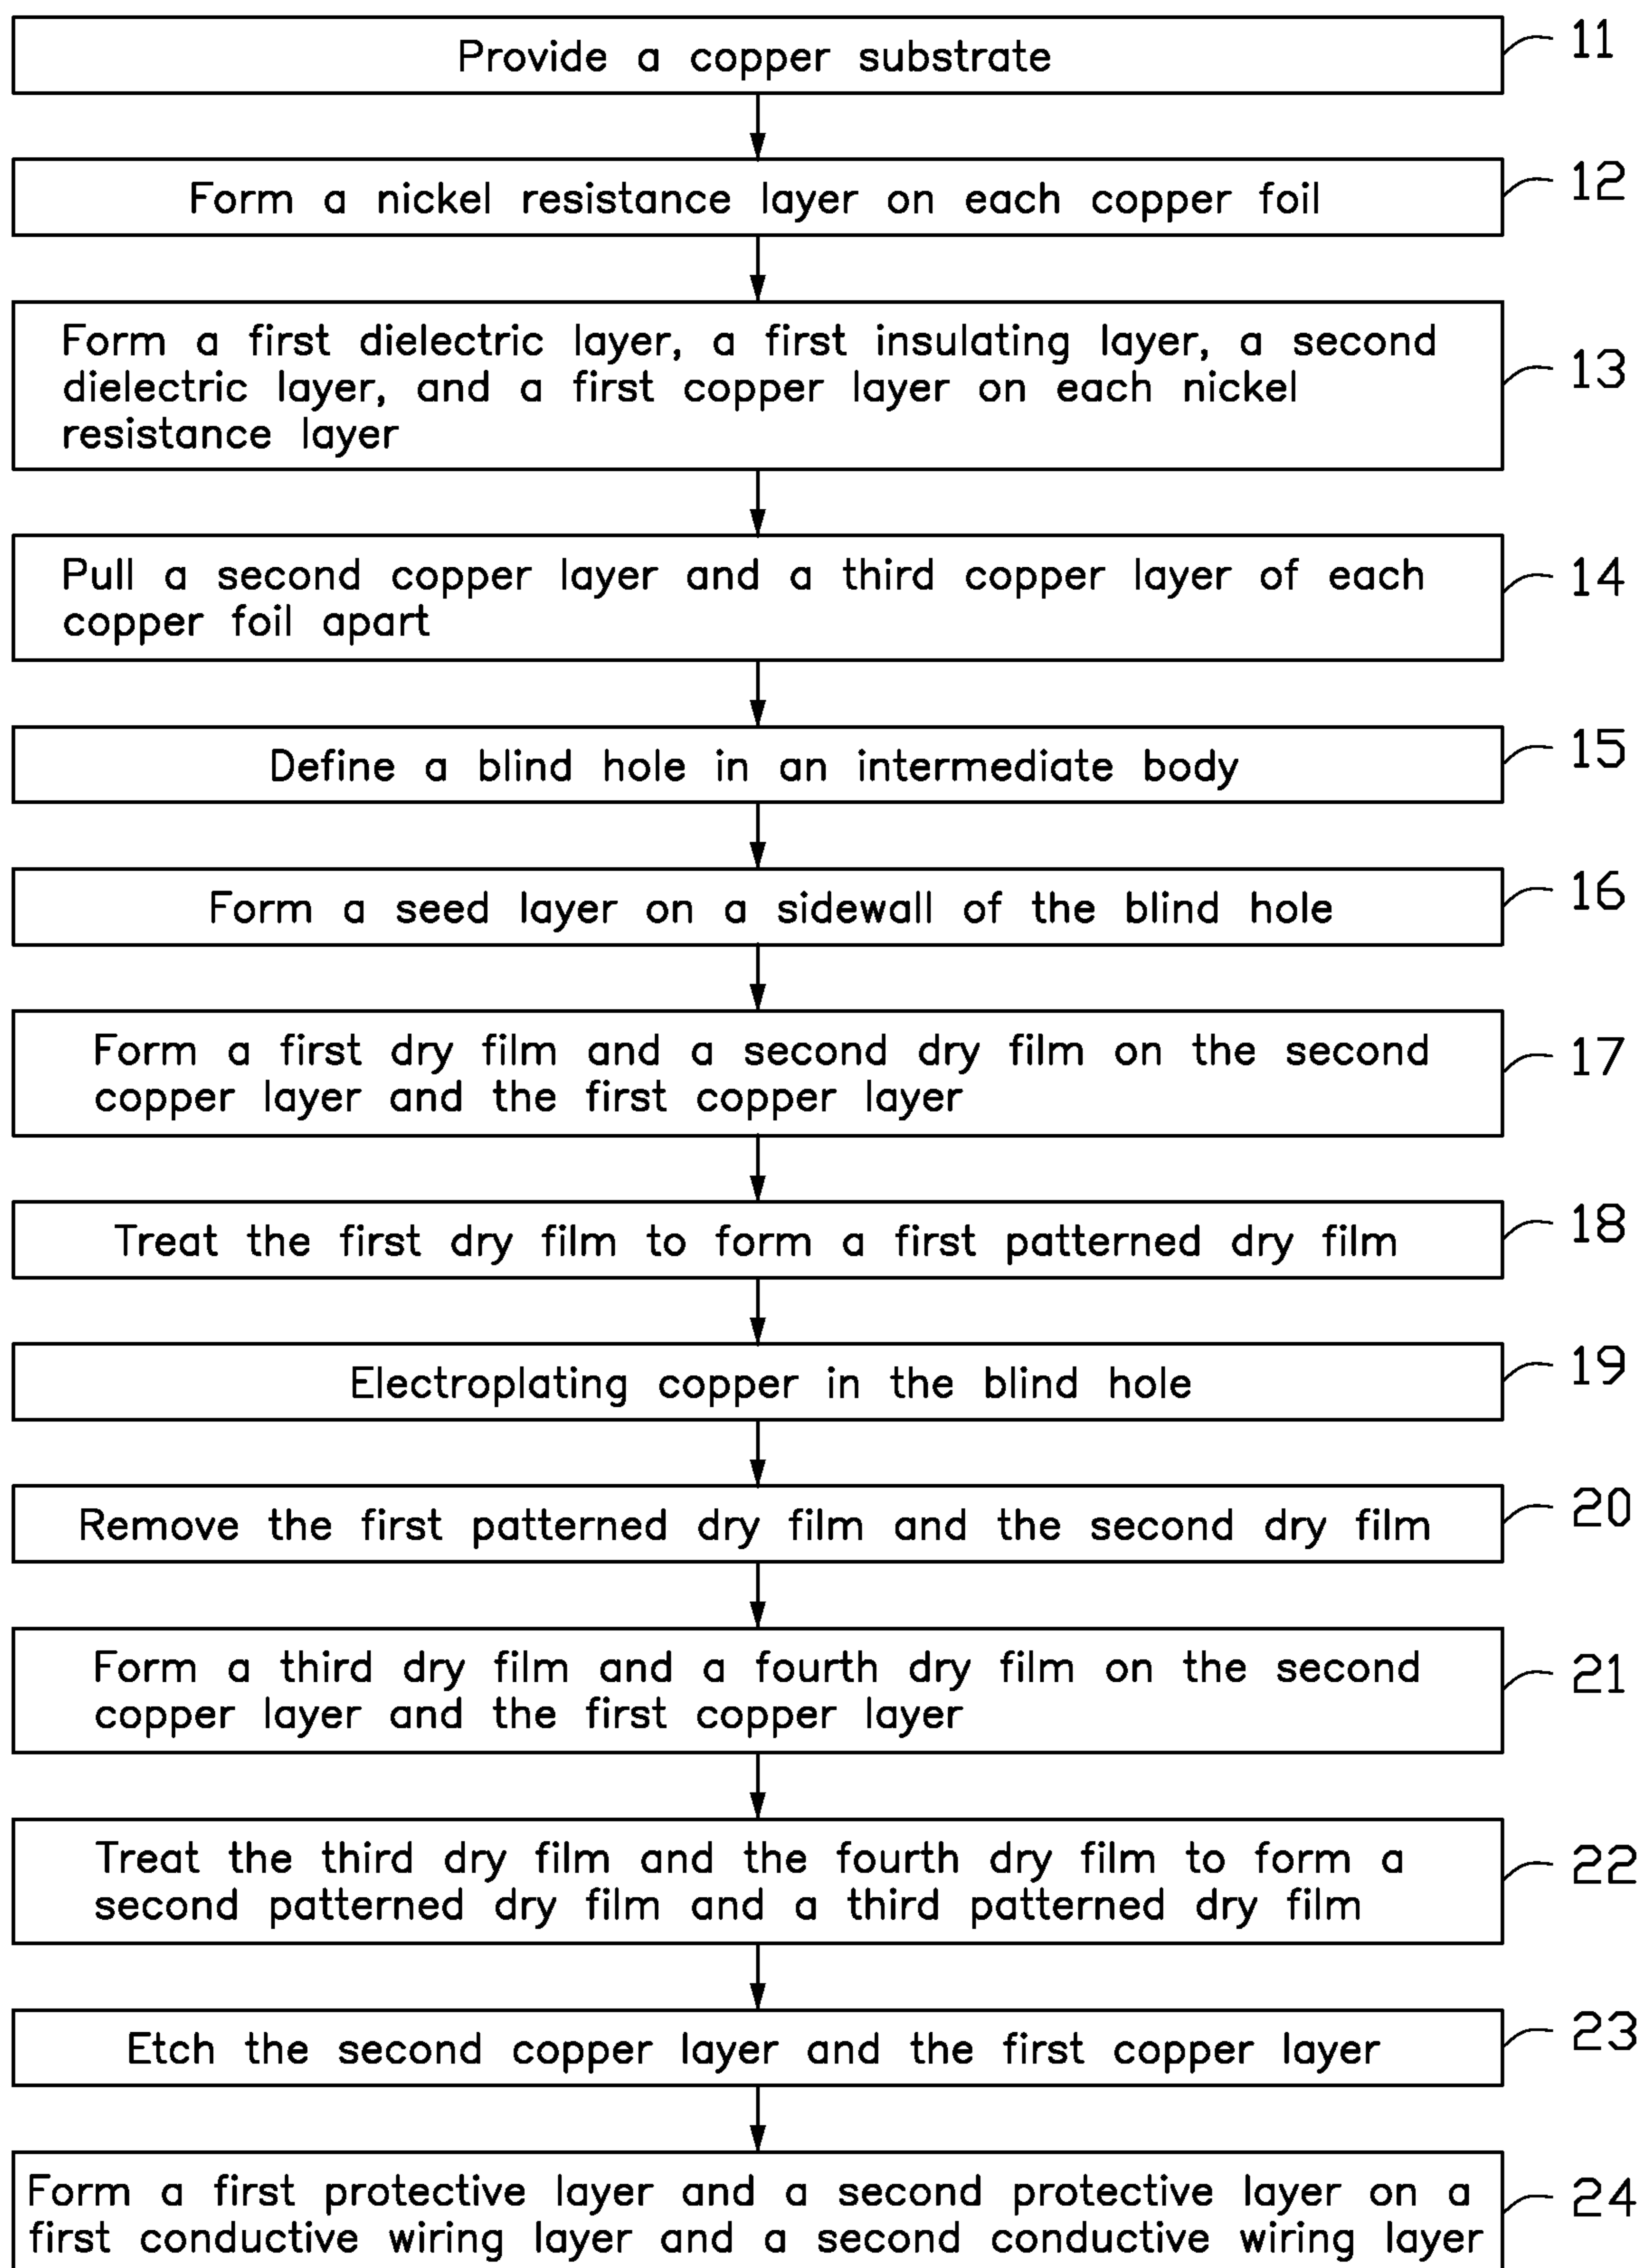 Provide a copper substrate
11
Form a nickel resistance layer on each copper foil
12
Form a first dielectric layer, a first insulating layer, a second
dielectric layer, and a first copper layer on each nickel
resistance layer
13
Pull a second copper layer and a third copper layer of each
copper foil apart
14
Define a blind hole in an intermediate body
15
Form a seed layer on a sidewall of the blind hole
16
Form a first dry film and a second dry film on the second
copper layer and the first copper layer
17
Treat the first dry film to form a first patterned dry film
18
Electroplating copper in the blind hole
19
Remove the first patterned dry film and the second dry film
20
Form a third dry film and a fourth dry film on the second
copper layer and the first copper layer
21
Treat the third dry film and the fourth dry film to form a
second patterned dry film and a third patterned dry film
22
Etch the second copper layer and the first copper layer
23
Form a first protective layer and a second protective layer on a
first conductive wiring layer and a second conductive wiring layer
24